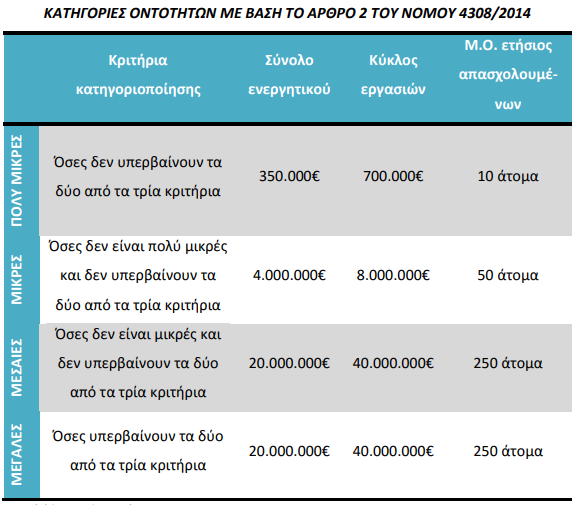 ΚΑΤΗΓΟΡΙΕΣ ΟΝΤΟΤΗΤΩΝ ΜΕ ΒΑΣΗ ΤΟ ΑΡΘΡΟ 2 ΤΟΥ ΝΟΜΟΥ 4308/2014
Κριτήρια
κατηγοριοποίησης
Σύνολο
ενεργητικού
Κύκλος
εργασιών
Μ.Ο. ετήσιος
απασχολουμέ-
νων
ΠΟΛΥ ΜΙΚΡΕΣ
Όσες δεν υπερβαίνουν τα
δύο από τα τρία κριτήρια
350.000€
700.000€
10 άτομα
ΜΙΚΡΕΣ
Όσες δεν είναι πολύ μικρές
και δεν υπερβαίνουν τα
δύο από τα τρία κριτήρια
4.000.000€
8.000.000€
50 άτομα
ΜΕΣΑΙΕΣ
Όσες δεν είναι μικρές και
δεν υπερβαίνουν τα δύο
από τα τρία κριτήρια
20.000.000€
40.000.000€
250 άτομα
ΜΕΓΑΛΕΣ
Όσες υπερβαίνουν τα δύο
από τα τρία κριτήρια
20.000.000€
40.000.000€
250 άτομα